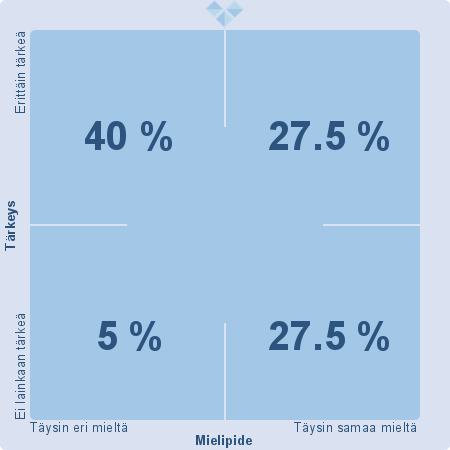 Erittäin tärkeä
40 %
27.5 %
Tärkeys
5 %
27.5 %
Ei lainkaan tärkeä
Täysin eri mieltä
Täysin samaa mieltä
Mielipide